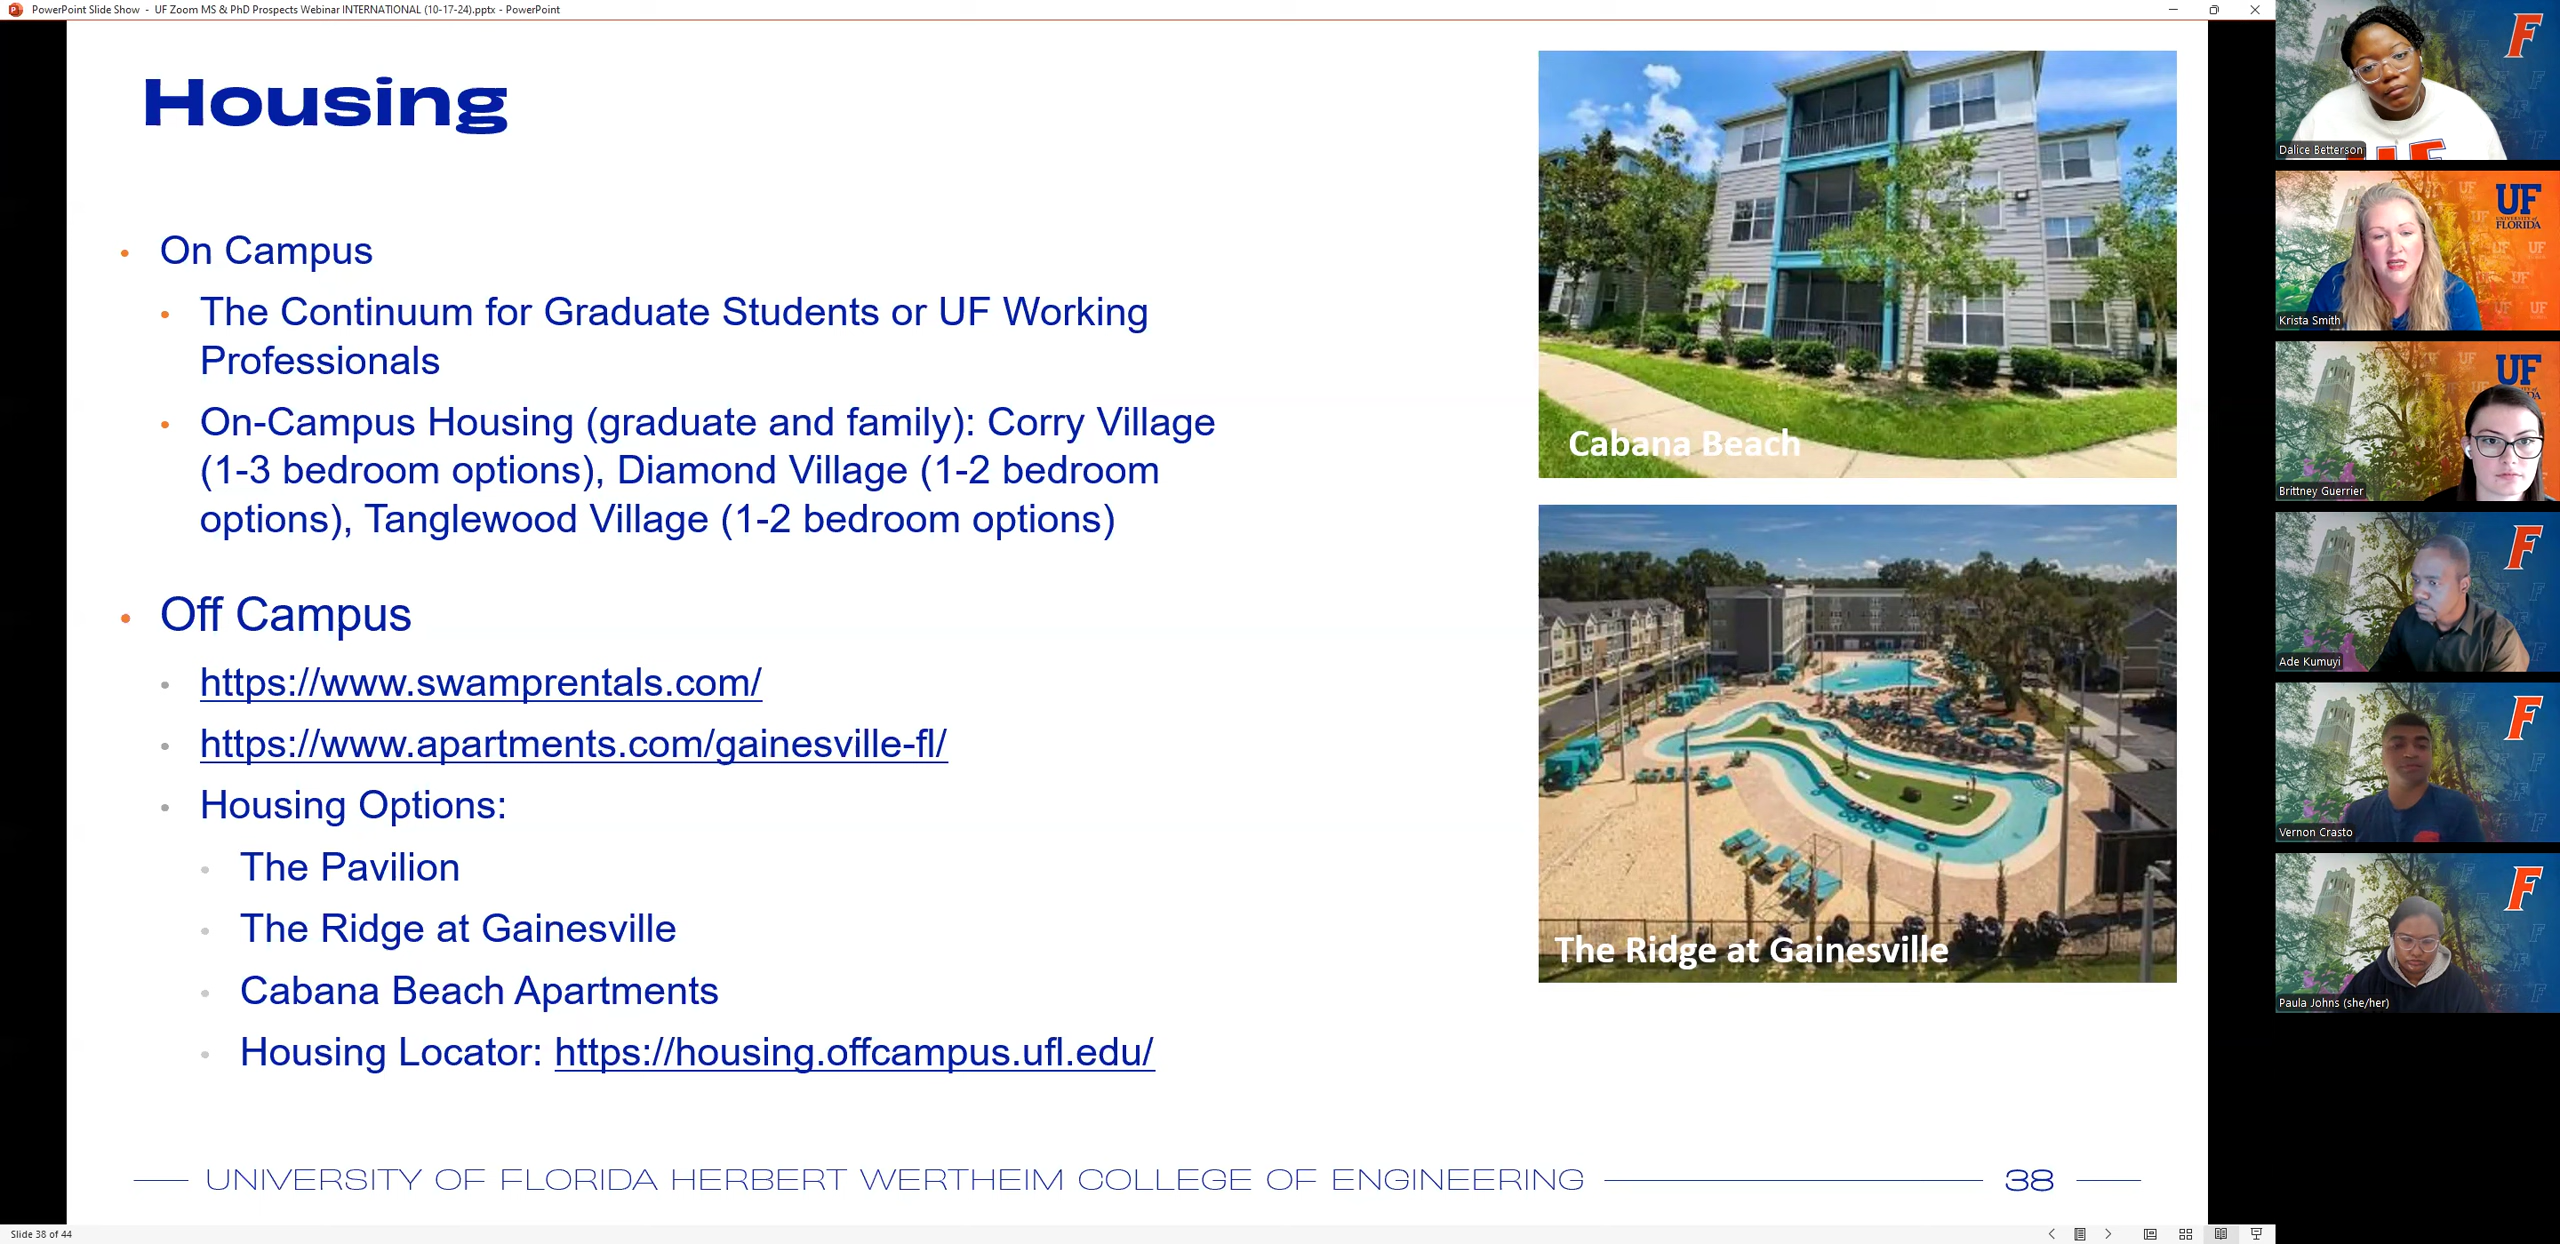 PowerPoint Slide Show - UF Zoom MS & PhD Prospects Webinar INTERNATIONAL (10-17-24).pptx - PowerPoint
Housing
• On Campus
• The Continuum for Graduate Students or UF Working
Professionals
• On-Campus Housing (graduate and family): Corry Village
(1-3 bedroom options), Diamond Village (1-2 bedroom
options), Tanglewood Village (1-2 bedroom options)
• Off Campus
• https://www.swamprentals.com/
• https://www.apartments.com/gainesville-fl/
• Housing Options:
• The Pavilion
• The Ridge at Gainesville
• Cabana Beach Apartments
• Housing Locator: https://housing.offcampus.ufl.edu/
Cabana Beach
The Ridge at Gainesville
UNIVERSITY OF FLORIDA HERBERT WERTHEIM COLLEGE OF ENGINEERING
38
Slide 38 of 44
F
Dalice Betterson
UF
UNIVERSITY of
FLORIDA
Krista Smith
UF
Brittney Guerrier
F
Ade Kumuyi
F
Vernon Crasto
F
Paula Johns (she/her)